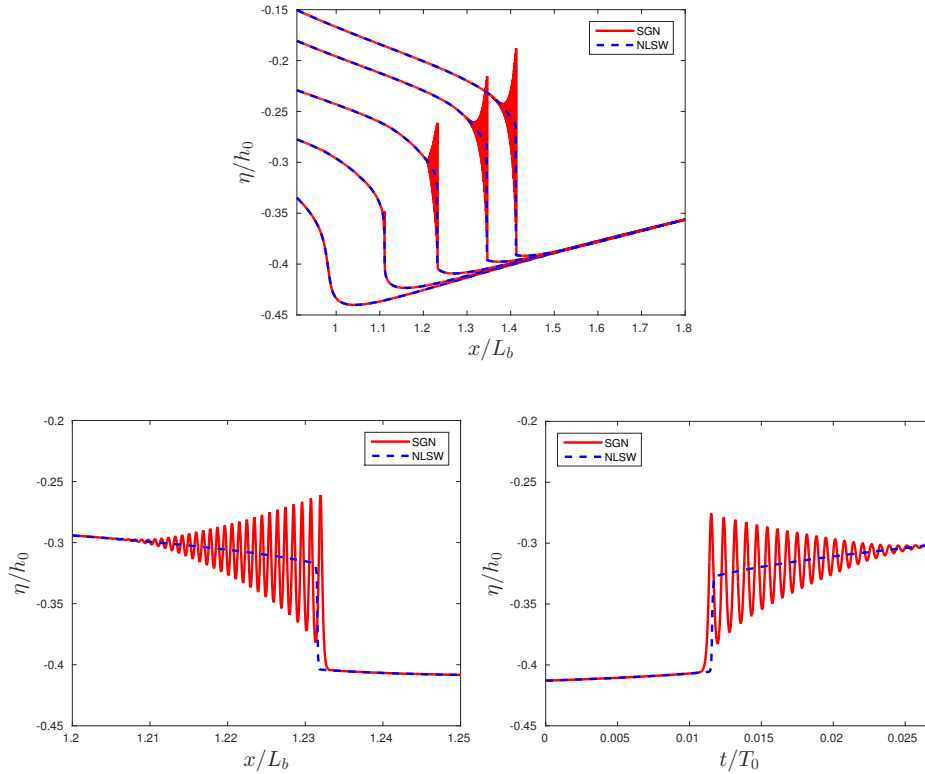 -0.15
-0.2
-0.25
-0.3
-0.35
-0.4
-0.45
η/h₀
SGN
NLSW
1 1.1 1.2 1.3 1.4 1.5 1.6 1.7 1.8
x/L_b
-0.2
-0.25
-0.3
-0.35
-0.4
-0.45
η/h₀
SGN
NLSW
1.2 1.21 1.22 1.23 1.24 1.25
x/L_b
-0.2
-0.25
-0.3
-0.35
-0.4
-0.45
η/h₀
SGN
NLSW
0 0.005 0.01 0.015 0.02 0.025
t/T₀